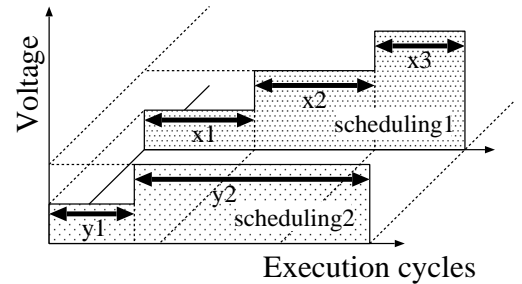 Voltage
x3
x2
x1
scheduling1
y2
y1
scheduling2
Execution cycles